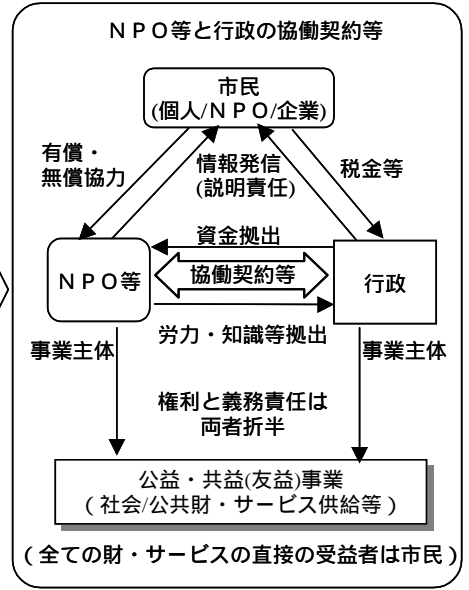 ＮＰＯ等と行政の協働契約等
市民
(個人/ＮＰＯ/企業)
有償・
無償協力
情報発信
(説明責任)
税金等
資金拠出
ＮＰＯ等
協働契約等
行政
労力・知識等拠出
事業主体
事業主体
権利と義務責任は
両者折半
公益・共益(友益)事業
（社会/公共財・サービス供給等）
（全ての財・サービスの直接の受益者は市民）